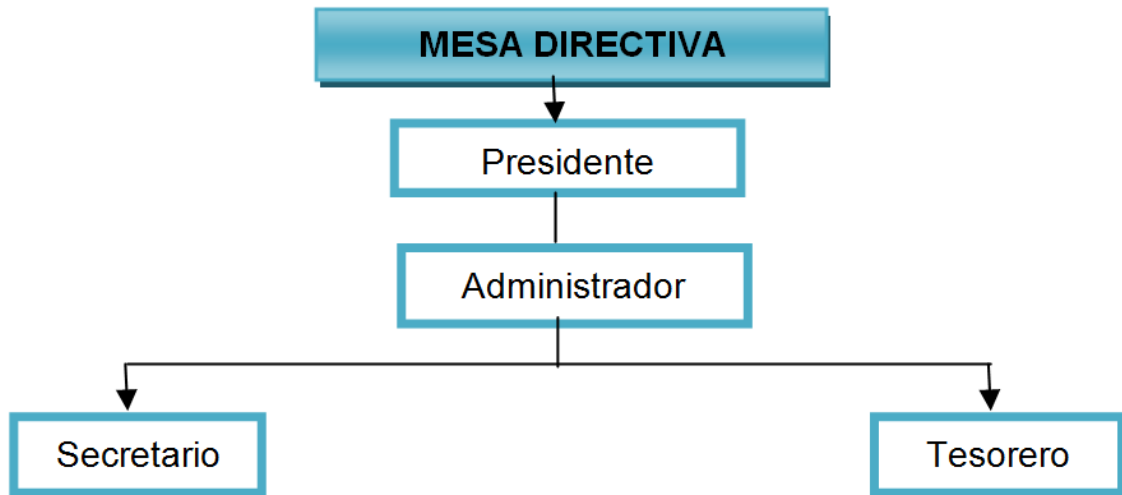 MESA DIRECTIVA
Presidente
Administrador
Secretario
Tesorero